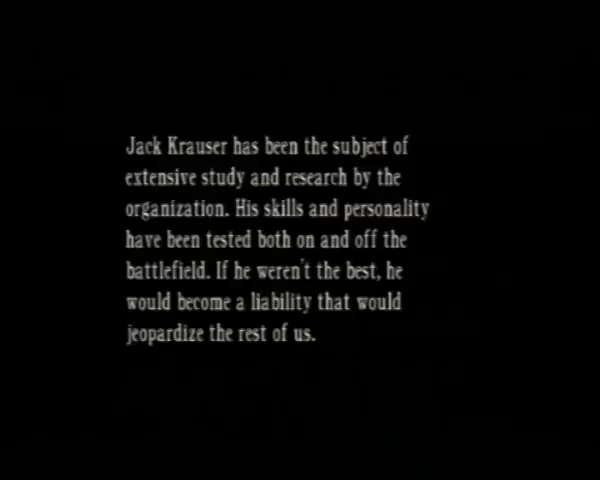 Jack Krauser has been the subject of
extensive study and research by the
organization. His skills and personality
have been tested both on and off the
battlefield. If he weren't the best, he
would become a liability that would
jeopardize the rest of us.